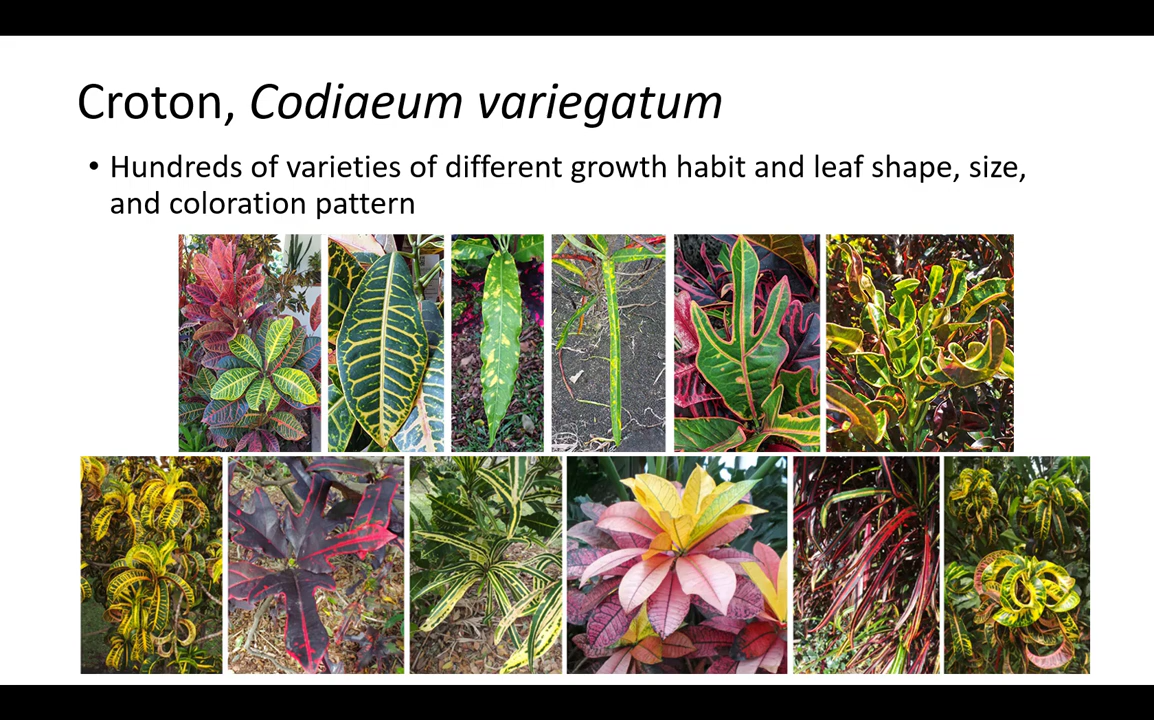 Croton, Codiaeum variegatum
• Hundreds of varieties of different growth habit and leaf shape, size,
and coloration pattern